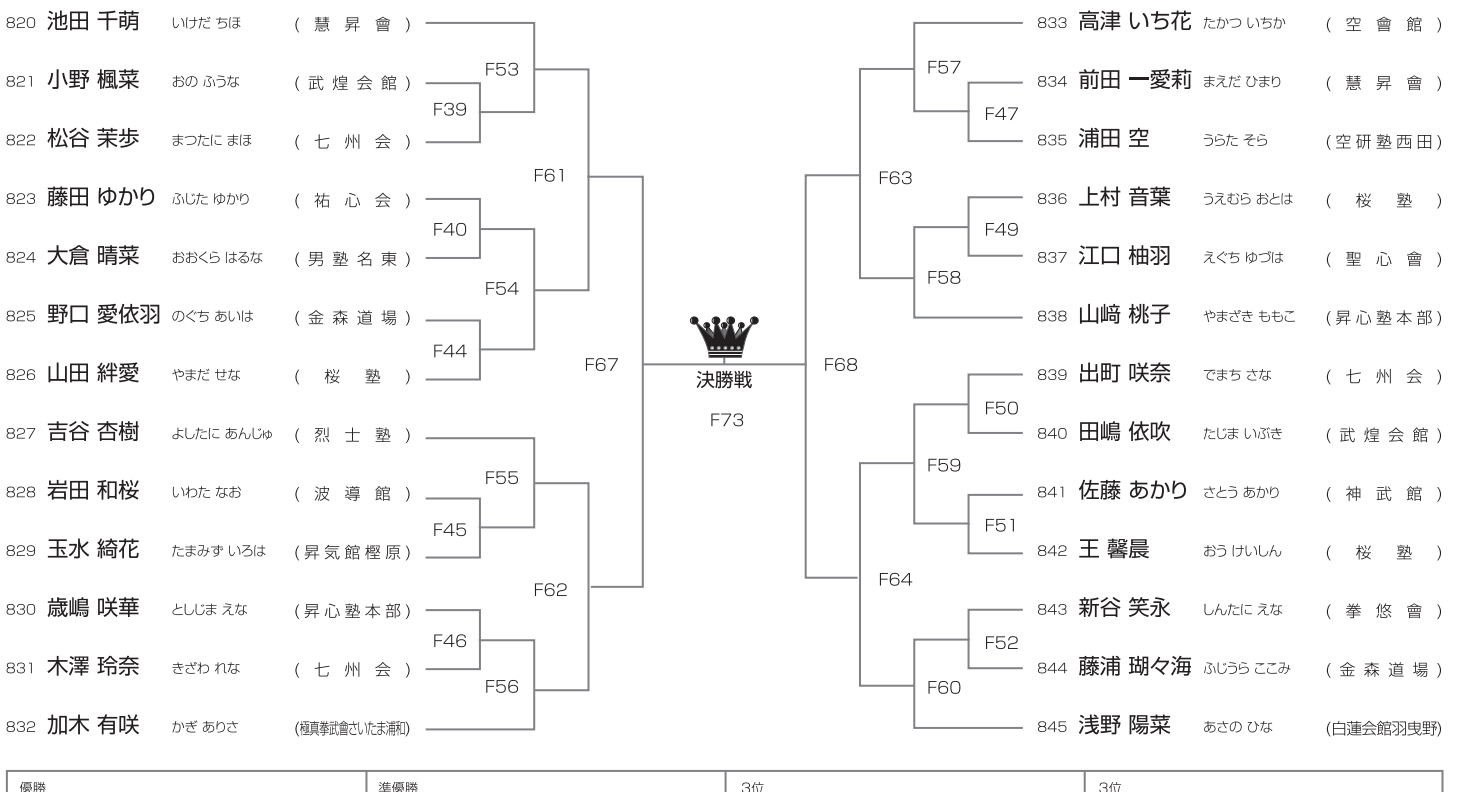 820 池田 千萌 いけだ ちほ ( 慧昇會 )
821 小野 楓菜 おの ふうな ( 武煌会館 )
822 松谷 茉歩 まつたに まほ ( 七州会 )
823 藤田 ゆかり ふじた ゆかり ( 祐心会 )
824 大倉 晴菜 おおくら はるな ( 男塾名東 )
825 野口 愛依羽 のぐち あいは ( 金森道場 )
826 山田 絆愛 やまだ せな ( 桜塾 )
827 吉谷 杏樹 よしたに あんじゅ ( 烈士塾 )
828 岩田 和桜 いわた なお ( 波導館 )
829 玉水 綺花 たまみず いろは ( 昇気館樫原 )
830 歳嶋 咲華 としじま えな ( 昇心塾本部 )
831 木澤 玲奈 きざわ れな ( 七州会 )
832 加木 有咲 かぎ ありさ (極真拳武會さいたま浦和)
F53
F39
F61
F40
F54
F44
F67
F55
F45
F62
F46
F56
決勝戦
F73
F57
F47
F63
F49
F58
F68
F50
F59
F51
F64
F52
F60
833 高津 いち花 たかつ いちか ( 空會館 )
834 前田 一愛莉 まえだ ひまり ( 慧昇會 )
835 浦田 空 うらた そら ( 空研塾西田 )
836 上村 音葉 うえむら おとは ( 桜塾 )
837 江口 柚羽 えぐち ゆづは ( 聖心會 )
838 山﨑 桃子 やまざき ももこ ( 昇心塾本部 )
839 出町 咲奈 でまち さな ( 七州会 )
840 田嶋 依吹 たじま いぶき ( 武煌会館 )
841 佐藤 あかり さとう あかり ( 神武館 )
842 王 馨晨 おう けいしん ( 桜塾 )
843 新谷 笑永 しんたに えな ( 拳悠會 )
844 藤浦 瑚々海 ふじうら ここみ ( 金森道場 )
845 浅野 陽菜 あさの ひな (白蓮会館羽曳野)
優勝 準優勝 3位 3位